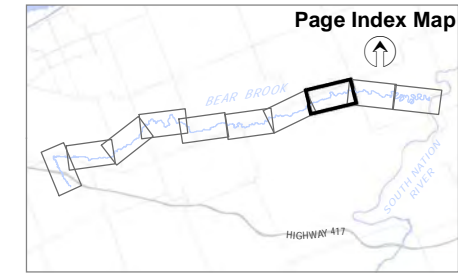 Page Index Map
BEAR BROOK
SOUTH NATION
RIVER
HIGHWAY 417